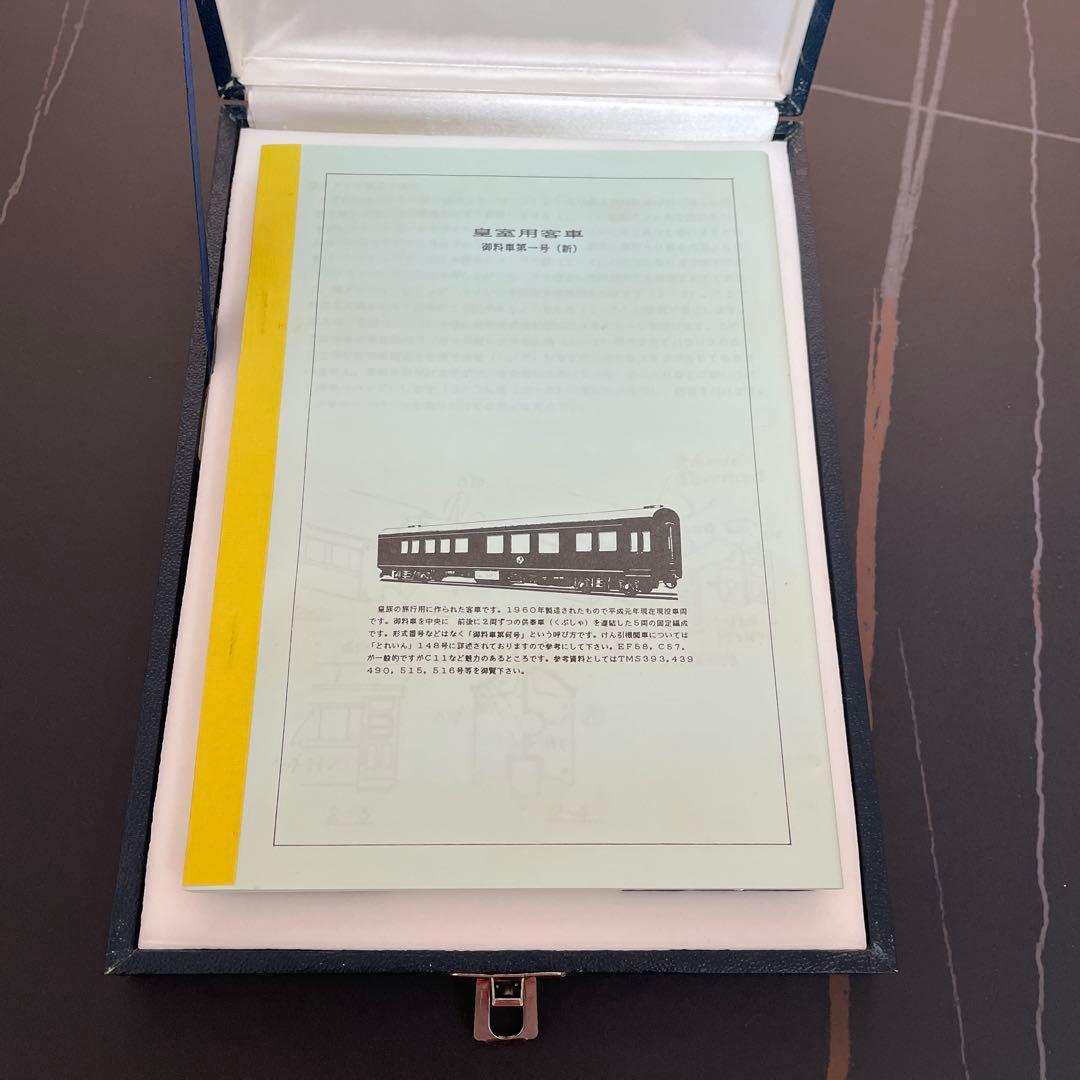 皇室用客車
御料車第一号（新）
皇族の旅行用に作られた客車です。１９６０年製造されたもので平成元年現在現役車両
です。御料車を中央に　前後に２両ずつの供奉車（くぶしゃ）を連結した５両の固定編成
です。形式番号などはなく「御料車第何号」という呼び方です。けん引機関車については
「とれいん」１４８号に詳述されておりますので参考にして下さい。ＥＦ５８，Ｃ５７，
が一般的ですがＣ１１など魅力のあるところです。参考資料としてはＴＭＳ３９３,４３９
４９０，５１５，５１６号等を御覧下さい。